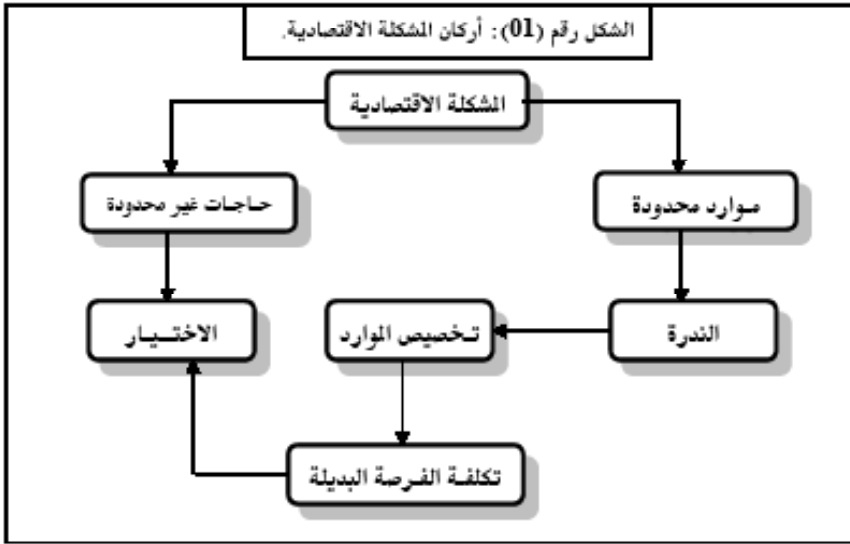 الشكل رقم (01): أركان المشكلة الاقتصادية.
المشكلة الاقتصادية
موارد محدودة
حاجات غير محدودة
الندرة
تخصيص الموارد
الاختيار
تكلفة الفرصة البديلة